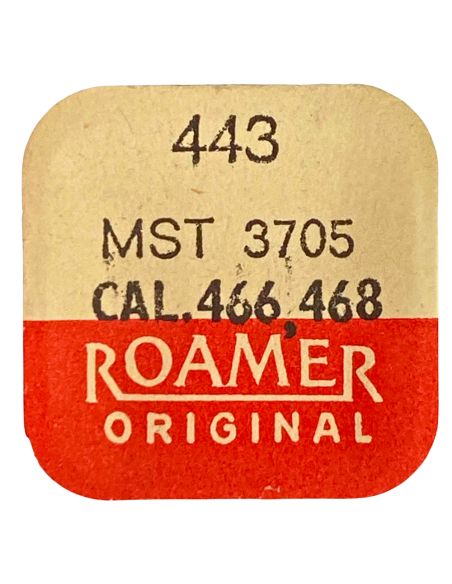 443
MST 3705
CAL.466,468
ROAMER
ORIGINAL